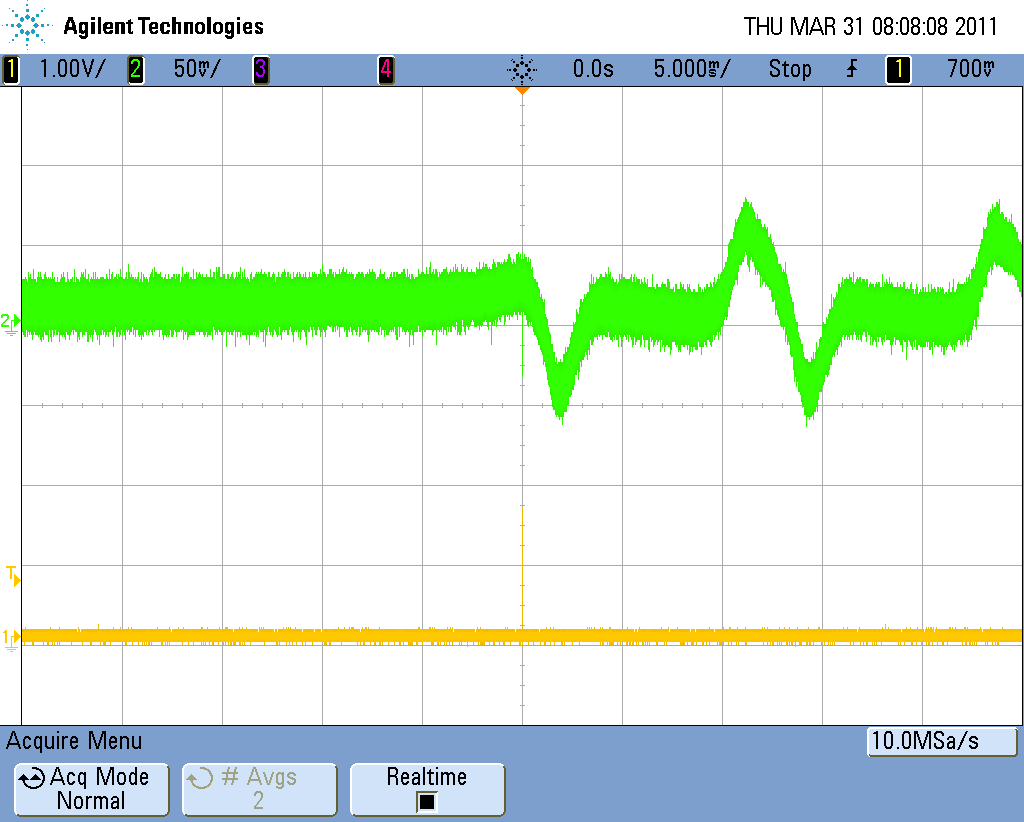 Agilent Technologies THU MAR 31 08:08:08 2011
1 1.00V/ 2 50mV/ 3 4 0.0s 5.000ms/ Stop 1 700mV
2
T
1
Acquire Menu 10.0MSa/s
Acq Mode # Avgs Realtime
Normal 2